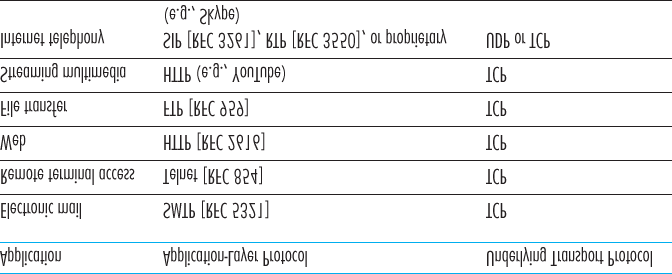 Application Application-Layer Protocol Underlying Transport Protocol
Electronic mail SMTP [RFC 5321] TCP
Remote terminal access Telnet [RFC 854] TCP
Web HTTP [RFC 2616] TCP
File transfer FTP [RFC 959] TCP
Streaming multimedia HTTP (e.g., YouTube) TCP
Internet telephony SIP [RFC 3261], RTP [RFC 3550], or proprietary UDP or TCP
(e.g., Skype)